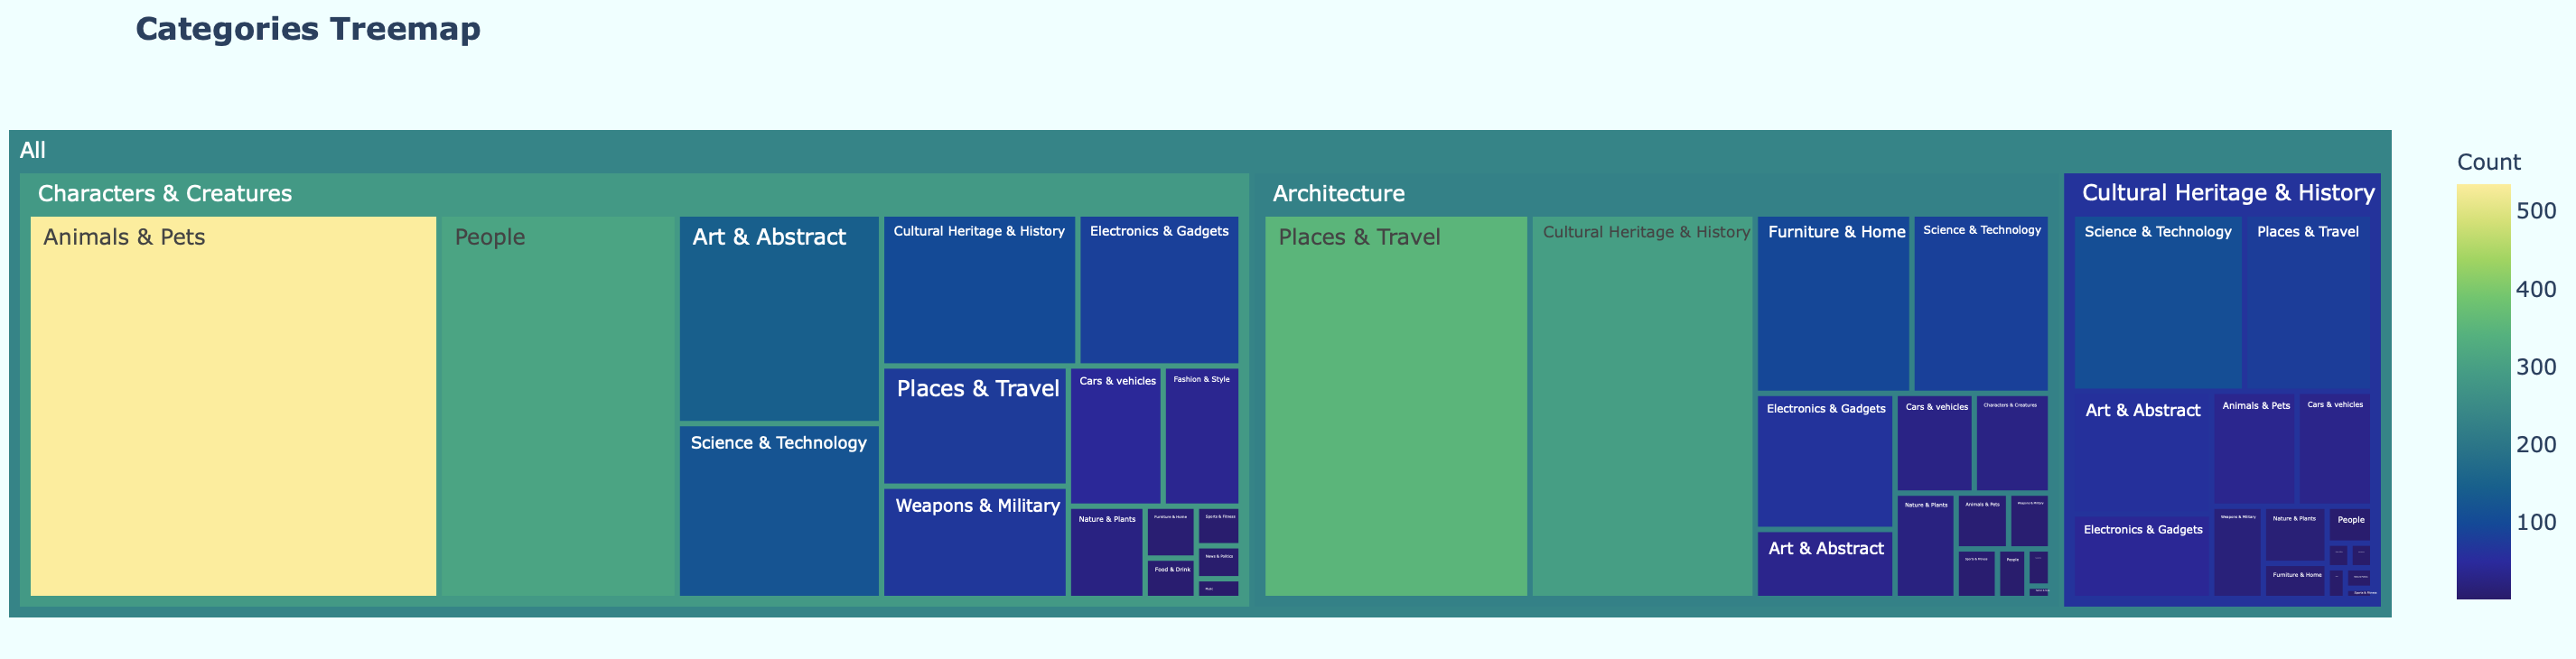 Categories Treemap
All
Characters & Creatures
Animals & Pets
People
Art & Abstract
Science & Technology
Cultural Heritage & History
Electronics & Gadgets
Places & Travel
Weapons & Military
Cars & vehicles
Fashion & Style
Nature & Plants
Furniture & Home
Food & Drink
Sports & Fitness
News & Politics
Music
Architecture
Places & Travel
Cultural Heritage & History
Furniture & Home
Science & Technology
Electronics & Gadgets
Art & Abstract
Cars & vehicles
Characters & Creatures
Nature & Plants
Animals & Pets
Weapons & Military
Sports & Fitness
People
Cultural Heritage & History
Science & Technology
Places & Travel
Art & Abstract
Electronics & Gadgets
Animals & Pets
Cars & vehicles
Weapons & Military
Nature & Plants
Furniture & Home
People
Sports & Fitness
Count
500
400
300
200
100